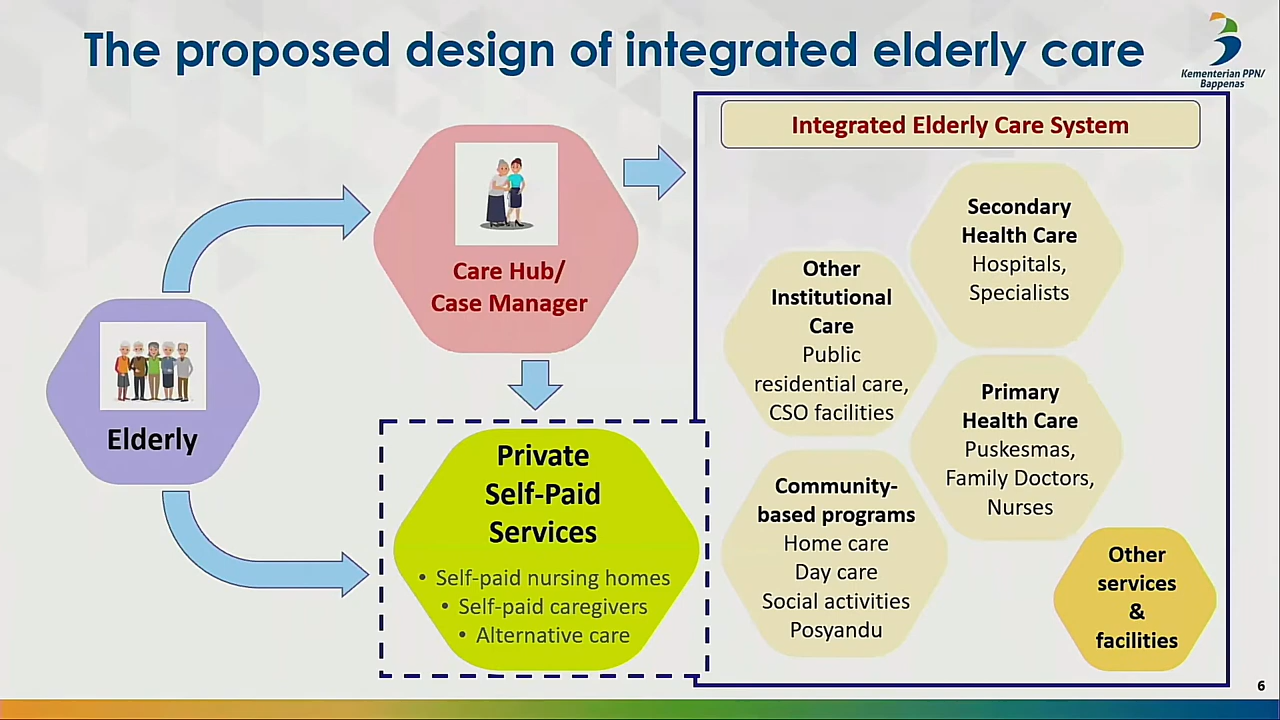 The proposed design of integrated elderly care
Kementerian PPN/
Bappenas
Elderly
Care Hub/
Case Manager
Private
Self-Paid
Services
• Self-paid nursing homes
• Self-paid caregivers
• Alternative care
Integrated Elderly Care System
Other
Institutional
Care
Public
residential care,
CSO facilities
Secondary
Health Care
Hospitals,
Specialists
Primary
Health Care
Puskesmas,
Family Doctors,
Nurses
Community-
based programs
Home care
Day care
Social activities
Posyandu
Other
services
&
facilities
6